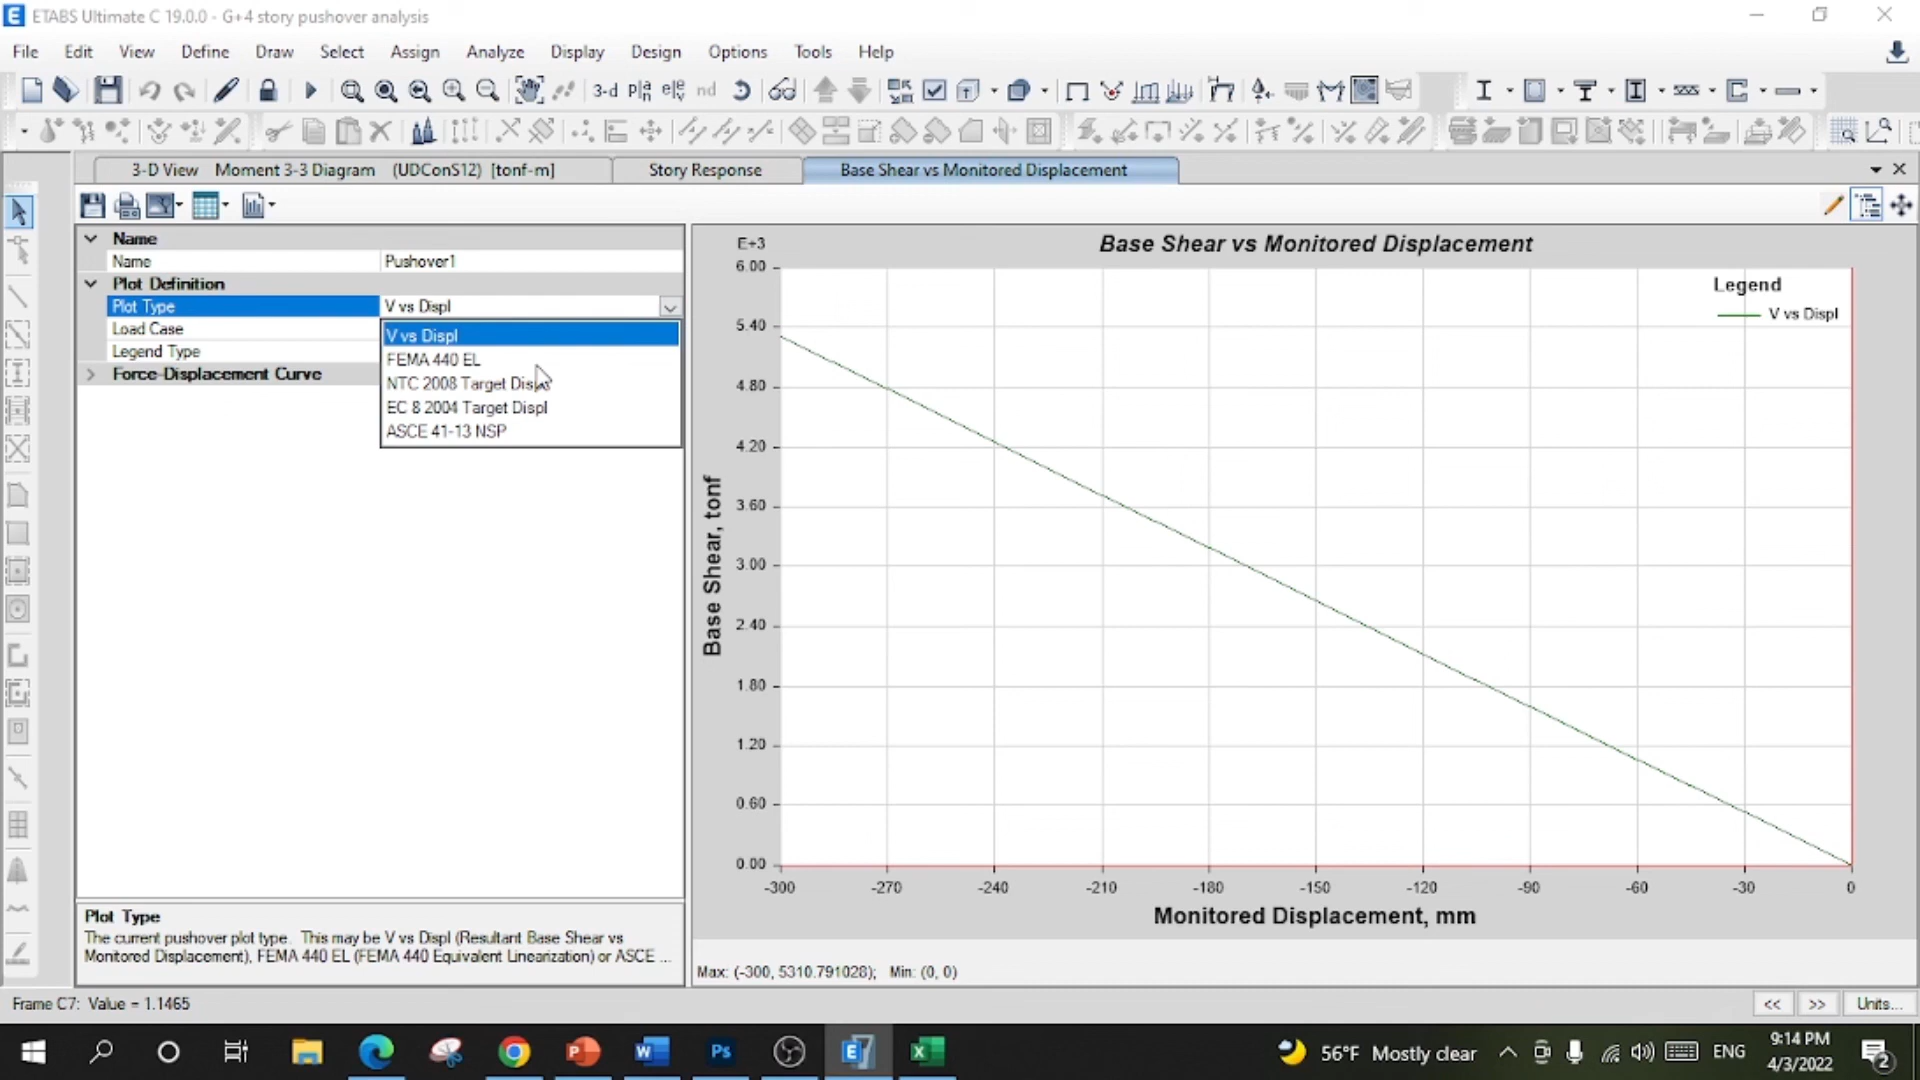 ETABS Ultimate C 19.0.0 - G+4 story pushover analysis
File Edit View Define Draw Select Assign Analyze Display Design Options Tools Help
3-d
nd
3-D View Moment 3-3 Diagram (UDConS12) [tonf-m]
Story Response
Base Shear vs Monitored Displacement
Name
Name Pushover1
Plot Definition
Plot Type V vs Displ
Load Case
Legend Type
Force-Displacement Curve
V vs Displ
FEMA 440 EL
NTC 2008 Target Displ
EC 8 2004 Target Displ
ASCE 41-13 NSP
Plot Type
The current pushover plot type. This may be V vs Displ (Resultant Base Shear vs
Monitored Displacement), FEMA 440 EL (FEMA 440 Equivalent Linearization) or ASCE ...
Base Shear vs Monitored Displacement
E+3
6.00
5.40
4.80
4.20
3.60
3.00
2.40
1.80
1.20
0.60
0.00
Base Shear, tonf
Legend
V vs Displ
-300 -270 -240 -210 -180 -150 -120 -90 -60 -30 0
Monitored Displacement, mm
Max: (-300, 5310.791028); Min: (0, 0)
Frame C7: Value = 1.1465
<< >> Units...
56°F Mostly clear
ENG
9:14 PM
4/3/2022
2